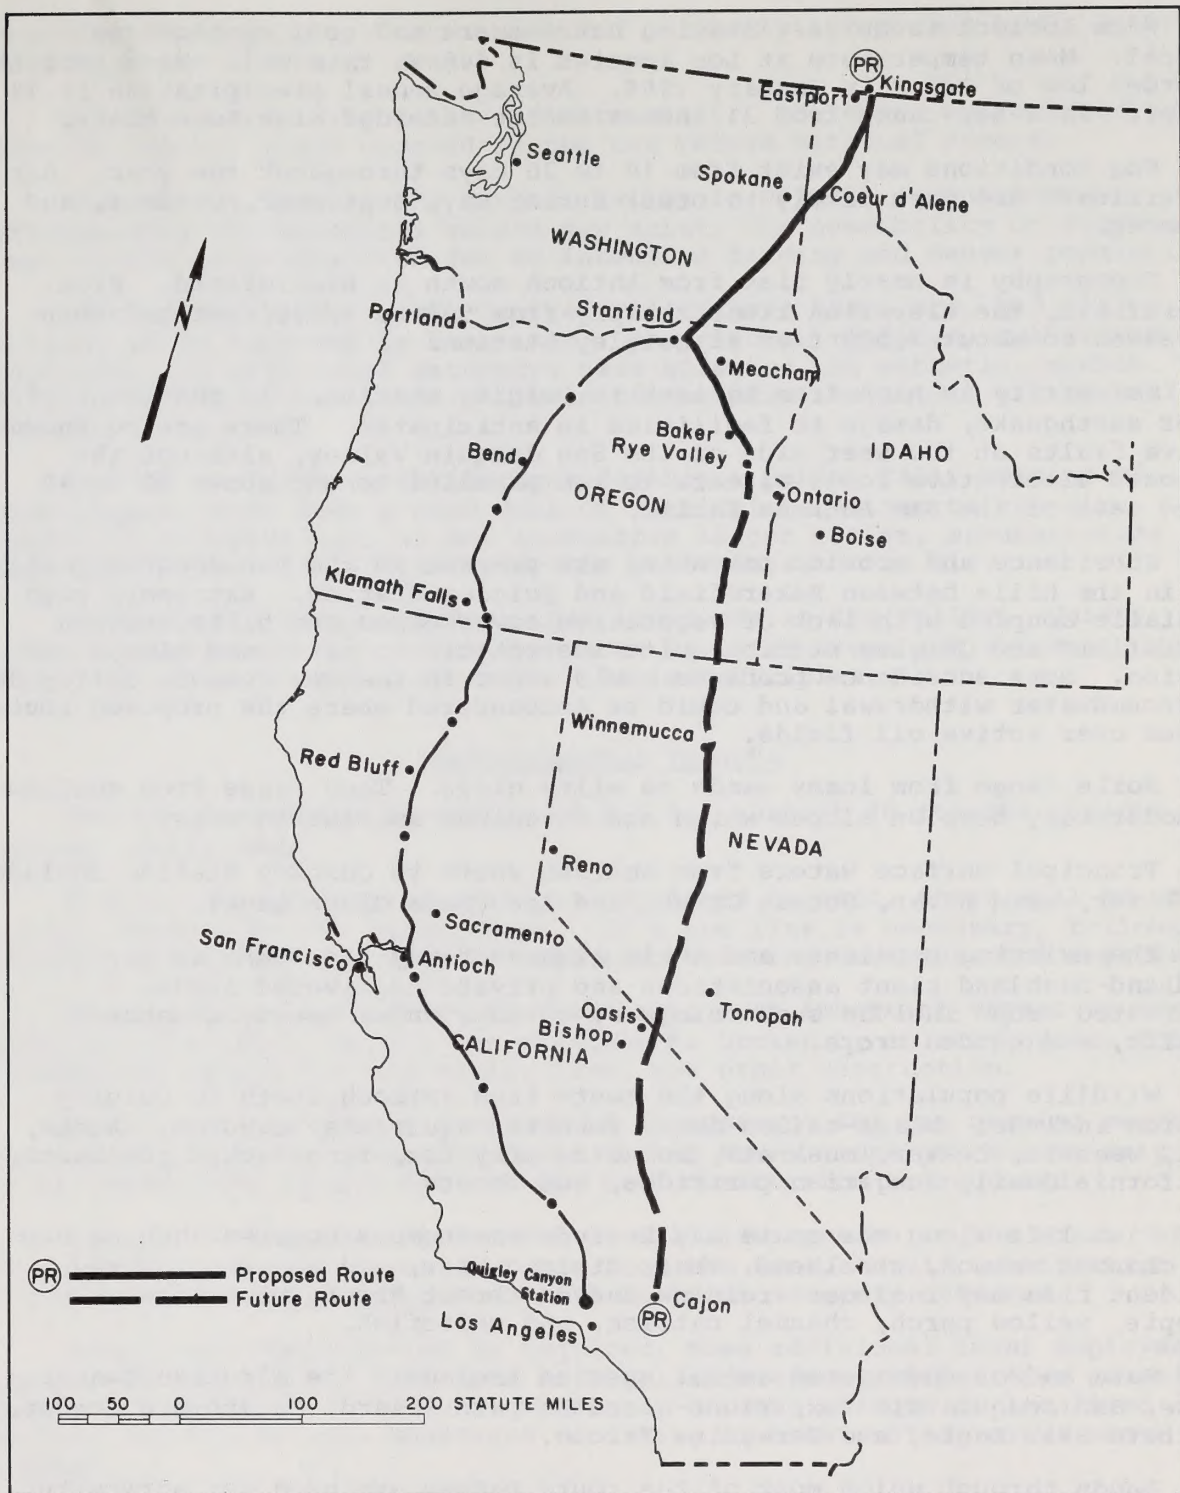 PR
Kingsgate
Eastport
Seattle
Spokane
Coeur d'Alene
WASHINGTON
N
Stanfield
Portland
Meacham
Baker
Rye Valley
IDAHO
Bend
OREGON
Ontario
Boise
Klamath Falls
Winnemucca
Red Bluff
NEVADA
Reno
Sacramento
San Francisco
Antioch
Oasis
Tonopah
Bishop
CALIFORNIA
PR Proposed Route
Future Route
Quigley Canyon
Station
Cajon
PR
Los Angeles
100 50 0 100 200 STATUTE MILES